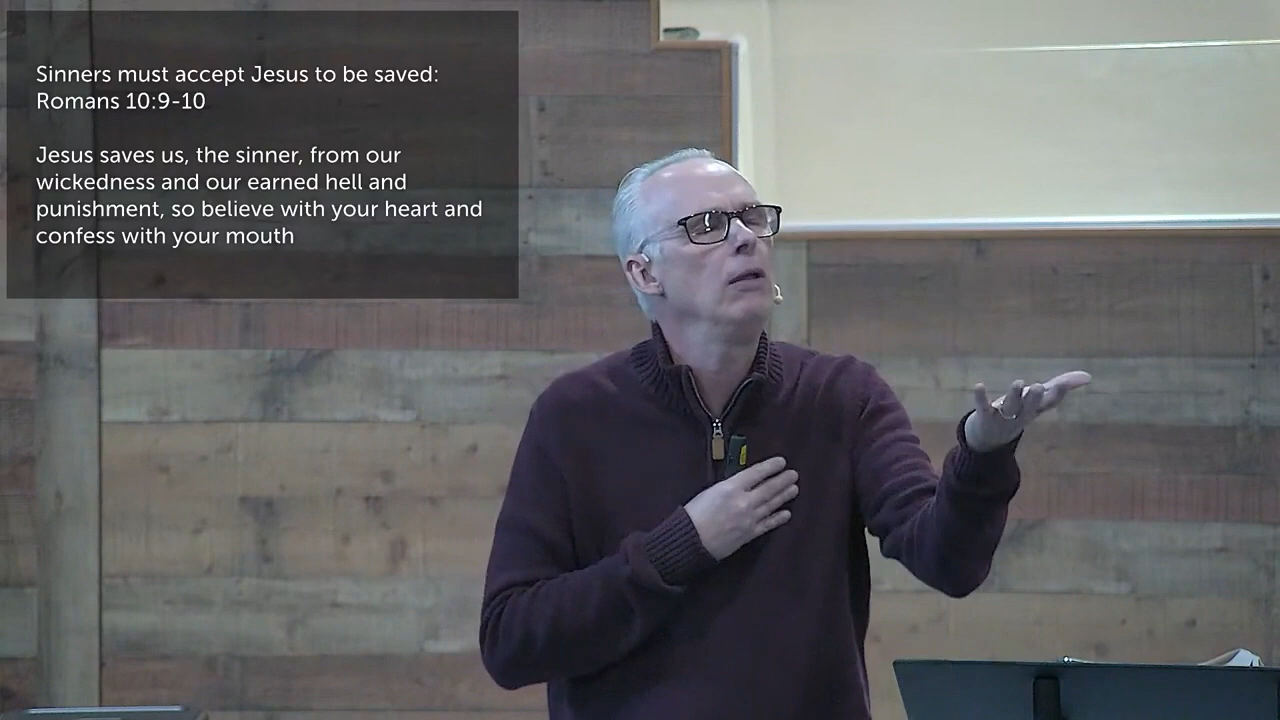 Sinners must accept Jesus to be saved:
Romans 10:9-10
Jesus saves us, the sinner, from our
wickedness and our earned hell and
punishment, so believe with your heart and
confess with your mouth